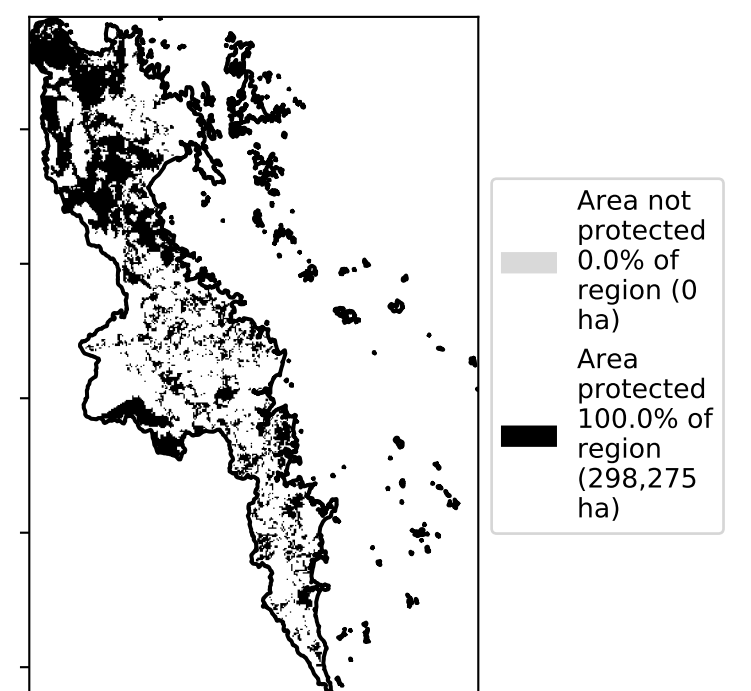 Area not
protected
0.0% of
region (0
ha)
Area
protected
100.0% of
region
(298,275
ha)